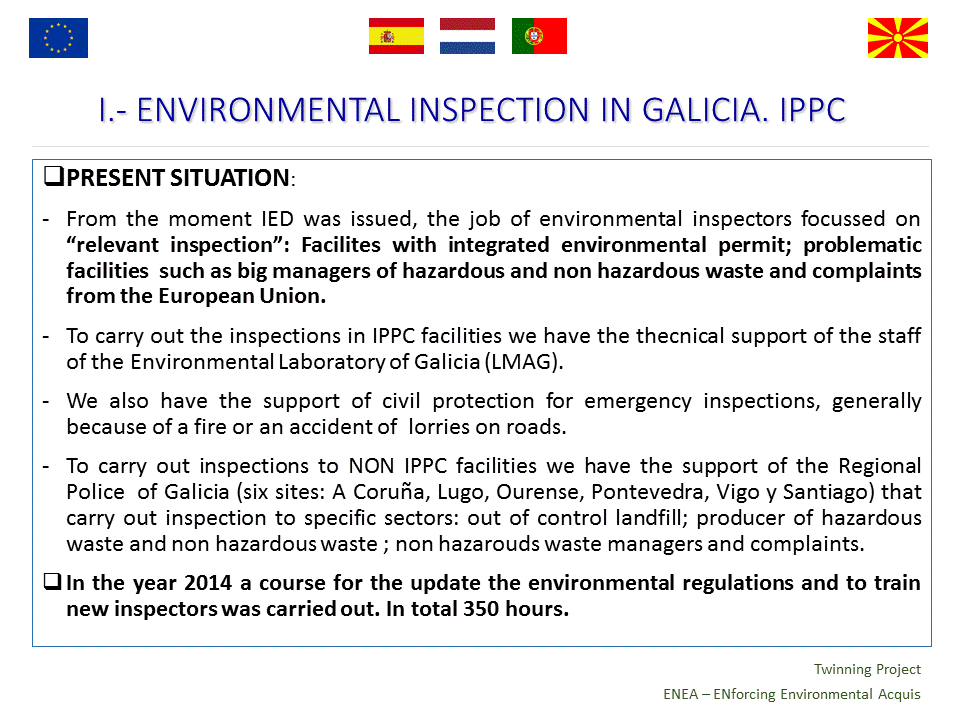 I.- ENVIRONMENTAL INSPECTION IN GALICIA. IPPC
PRESENT SITUATION:
- From the moment IED was issued, the job of environmental inspectors focussed on
“relevant inspection”: Facilites with integrated environmental permit; problematic
facilities such as big managers of hazardous and non hazardous waste and complaints
from the European Union.
- To carry out the inspections in IPPC facilities we have the thecnical support of the staff
of the Environmental Laboratory of Galicia (LMAG).
- We also have the support of civil protection for emergency inspections, generally
because of a fire or an accident of lorries on roads.
- To carry out inspections to NON IPPC facilities we have the support of the Regional
Police of Galicia (six sites: A Coruña, Lugo, Ourense, Pontevedra, Vigo y Santiago) that
carry out inspection to specific sectors: out of control landfill; producer of hazardous
waste and non hazardous waste ; non hazarouds waste managers and complaints.
In the year 2014 a course for the update the environmental regulations and to train
new inspectors was carried out. In total 350 hours.
Twinning Project
ENEA – ENforcing Environmental Acquis